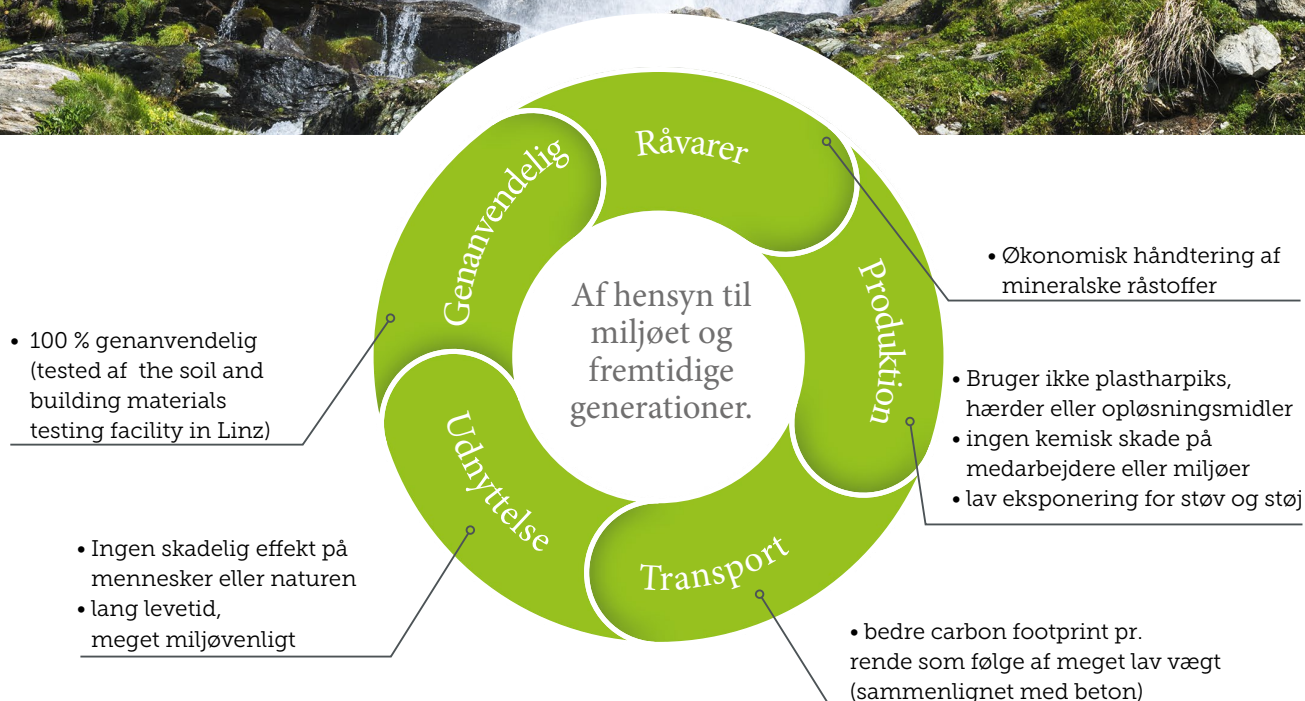 Råvarer
Genanvendelig
Produktion
Udnyttelse
Transport
Af hensyn til
miljøet og
fremtidige
generationer.
• Økonomisk håndtering af
mineralske råstoffer
• Bruger ikke plastharpiks,
hærder eller opløsningsmidler
• ingen kemisk skade på
medarbejdere eller miljøer
• lav eksponering for støv og støj
• bedre carbon footprint pr.
rende som følge af meget lav vægt
(sammenlignet med beton)
• Ingen skadelig effekt på
mennesker eller naturen
• lang levetid,
meget miljøvenligt
• 100 % genanvendelig
(tested af the soil and
building materials
testing facility in Linz)